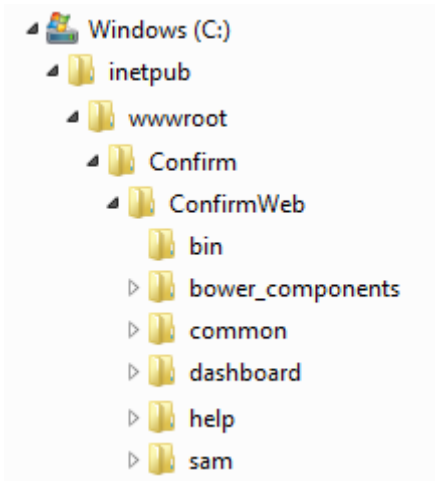 Windows (C:)
inetpub
wwwroot
Confirm
ConfirmWeb
bin
bower_components
common
dashboard
help
sam